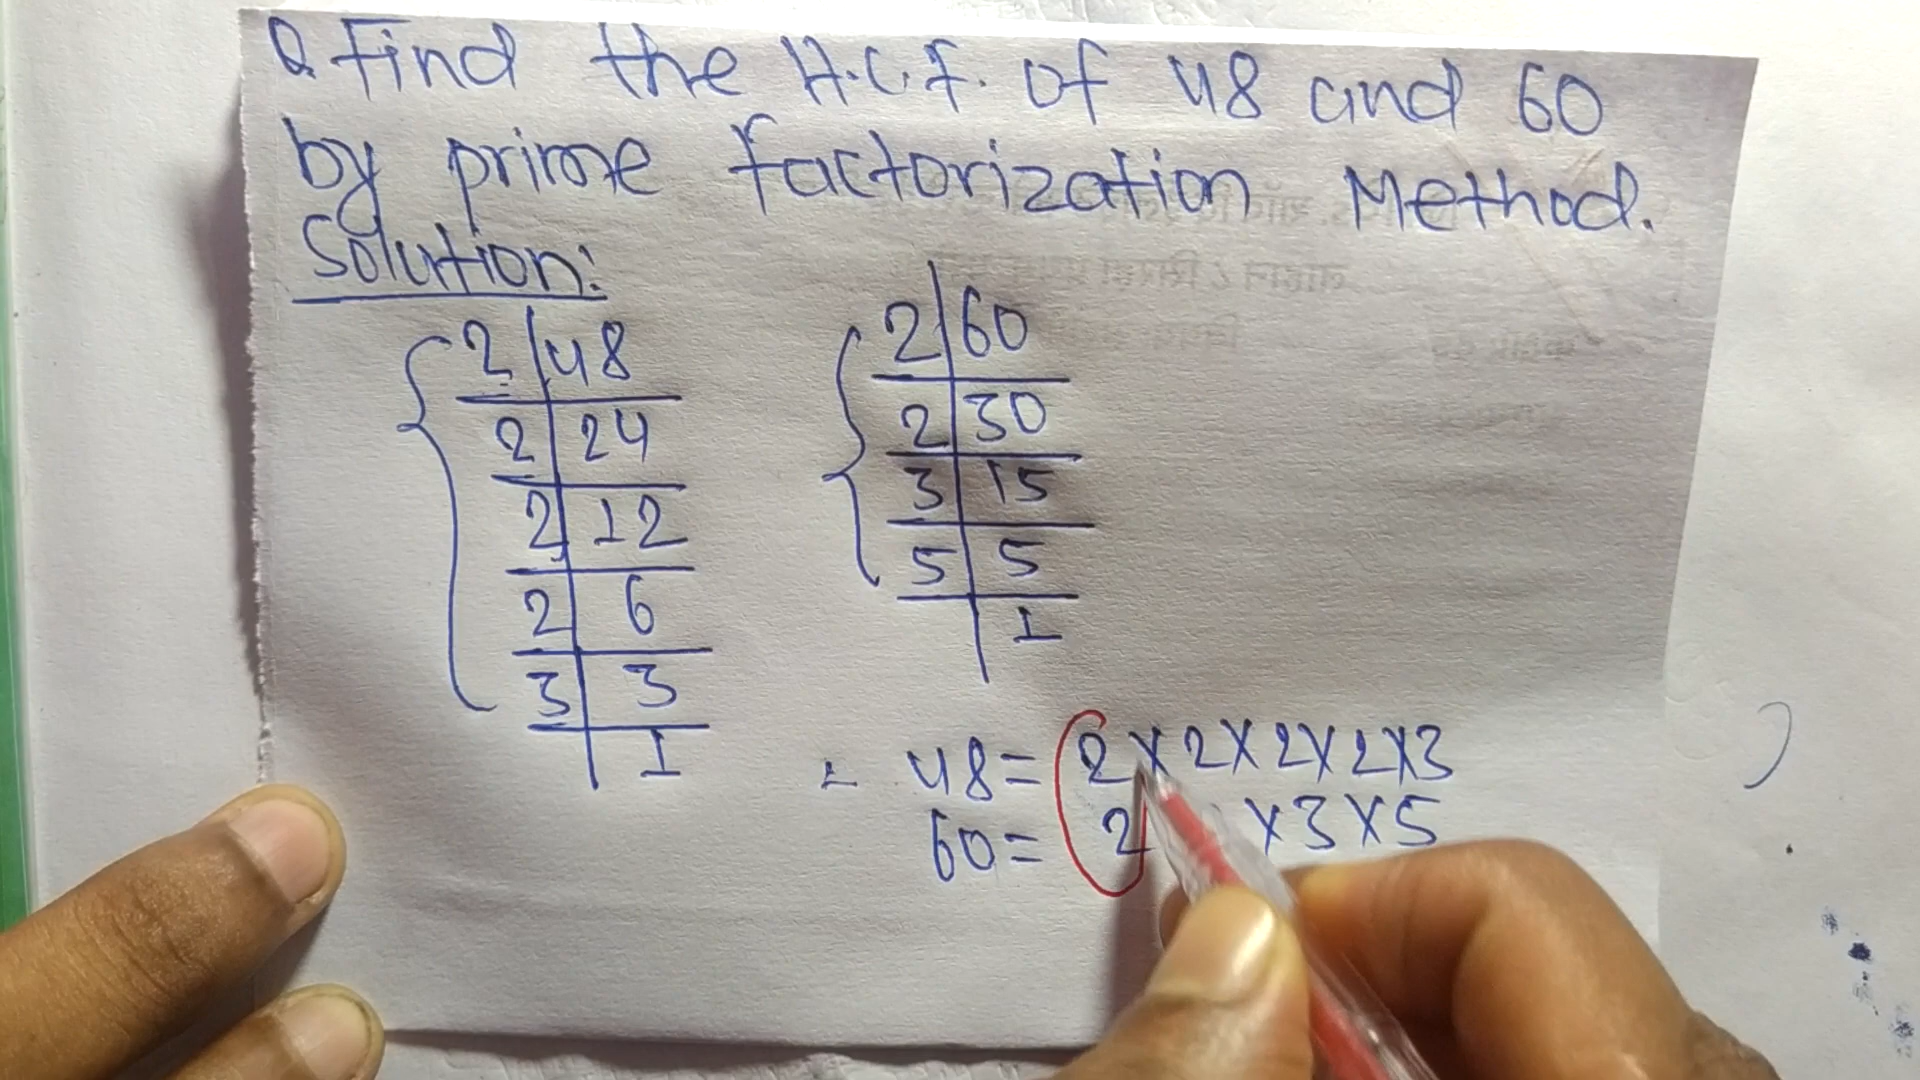 Q. Find the H.C.F. of 48 and 60
by prime factorization Method.
Solution:
2 48
2 24
2 12
2 6
3 3
1
2 60
2 30
3 15
5 5
1
48 = 2×2×2×2×3
60 = 2 ×3×5